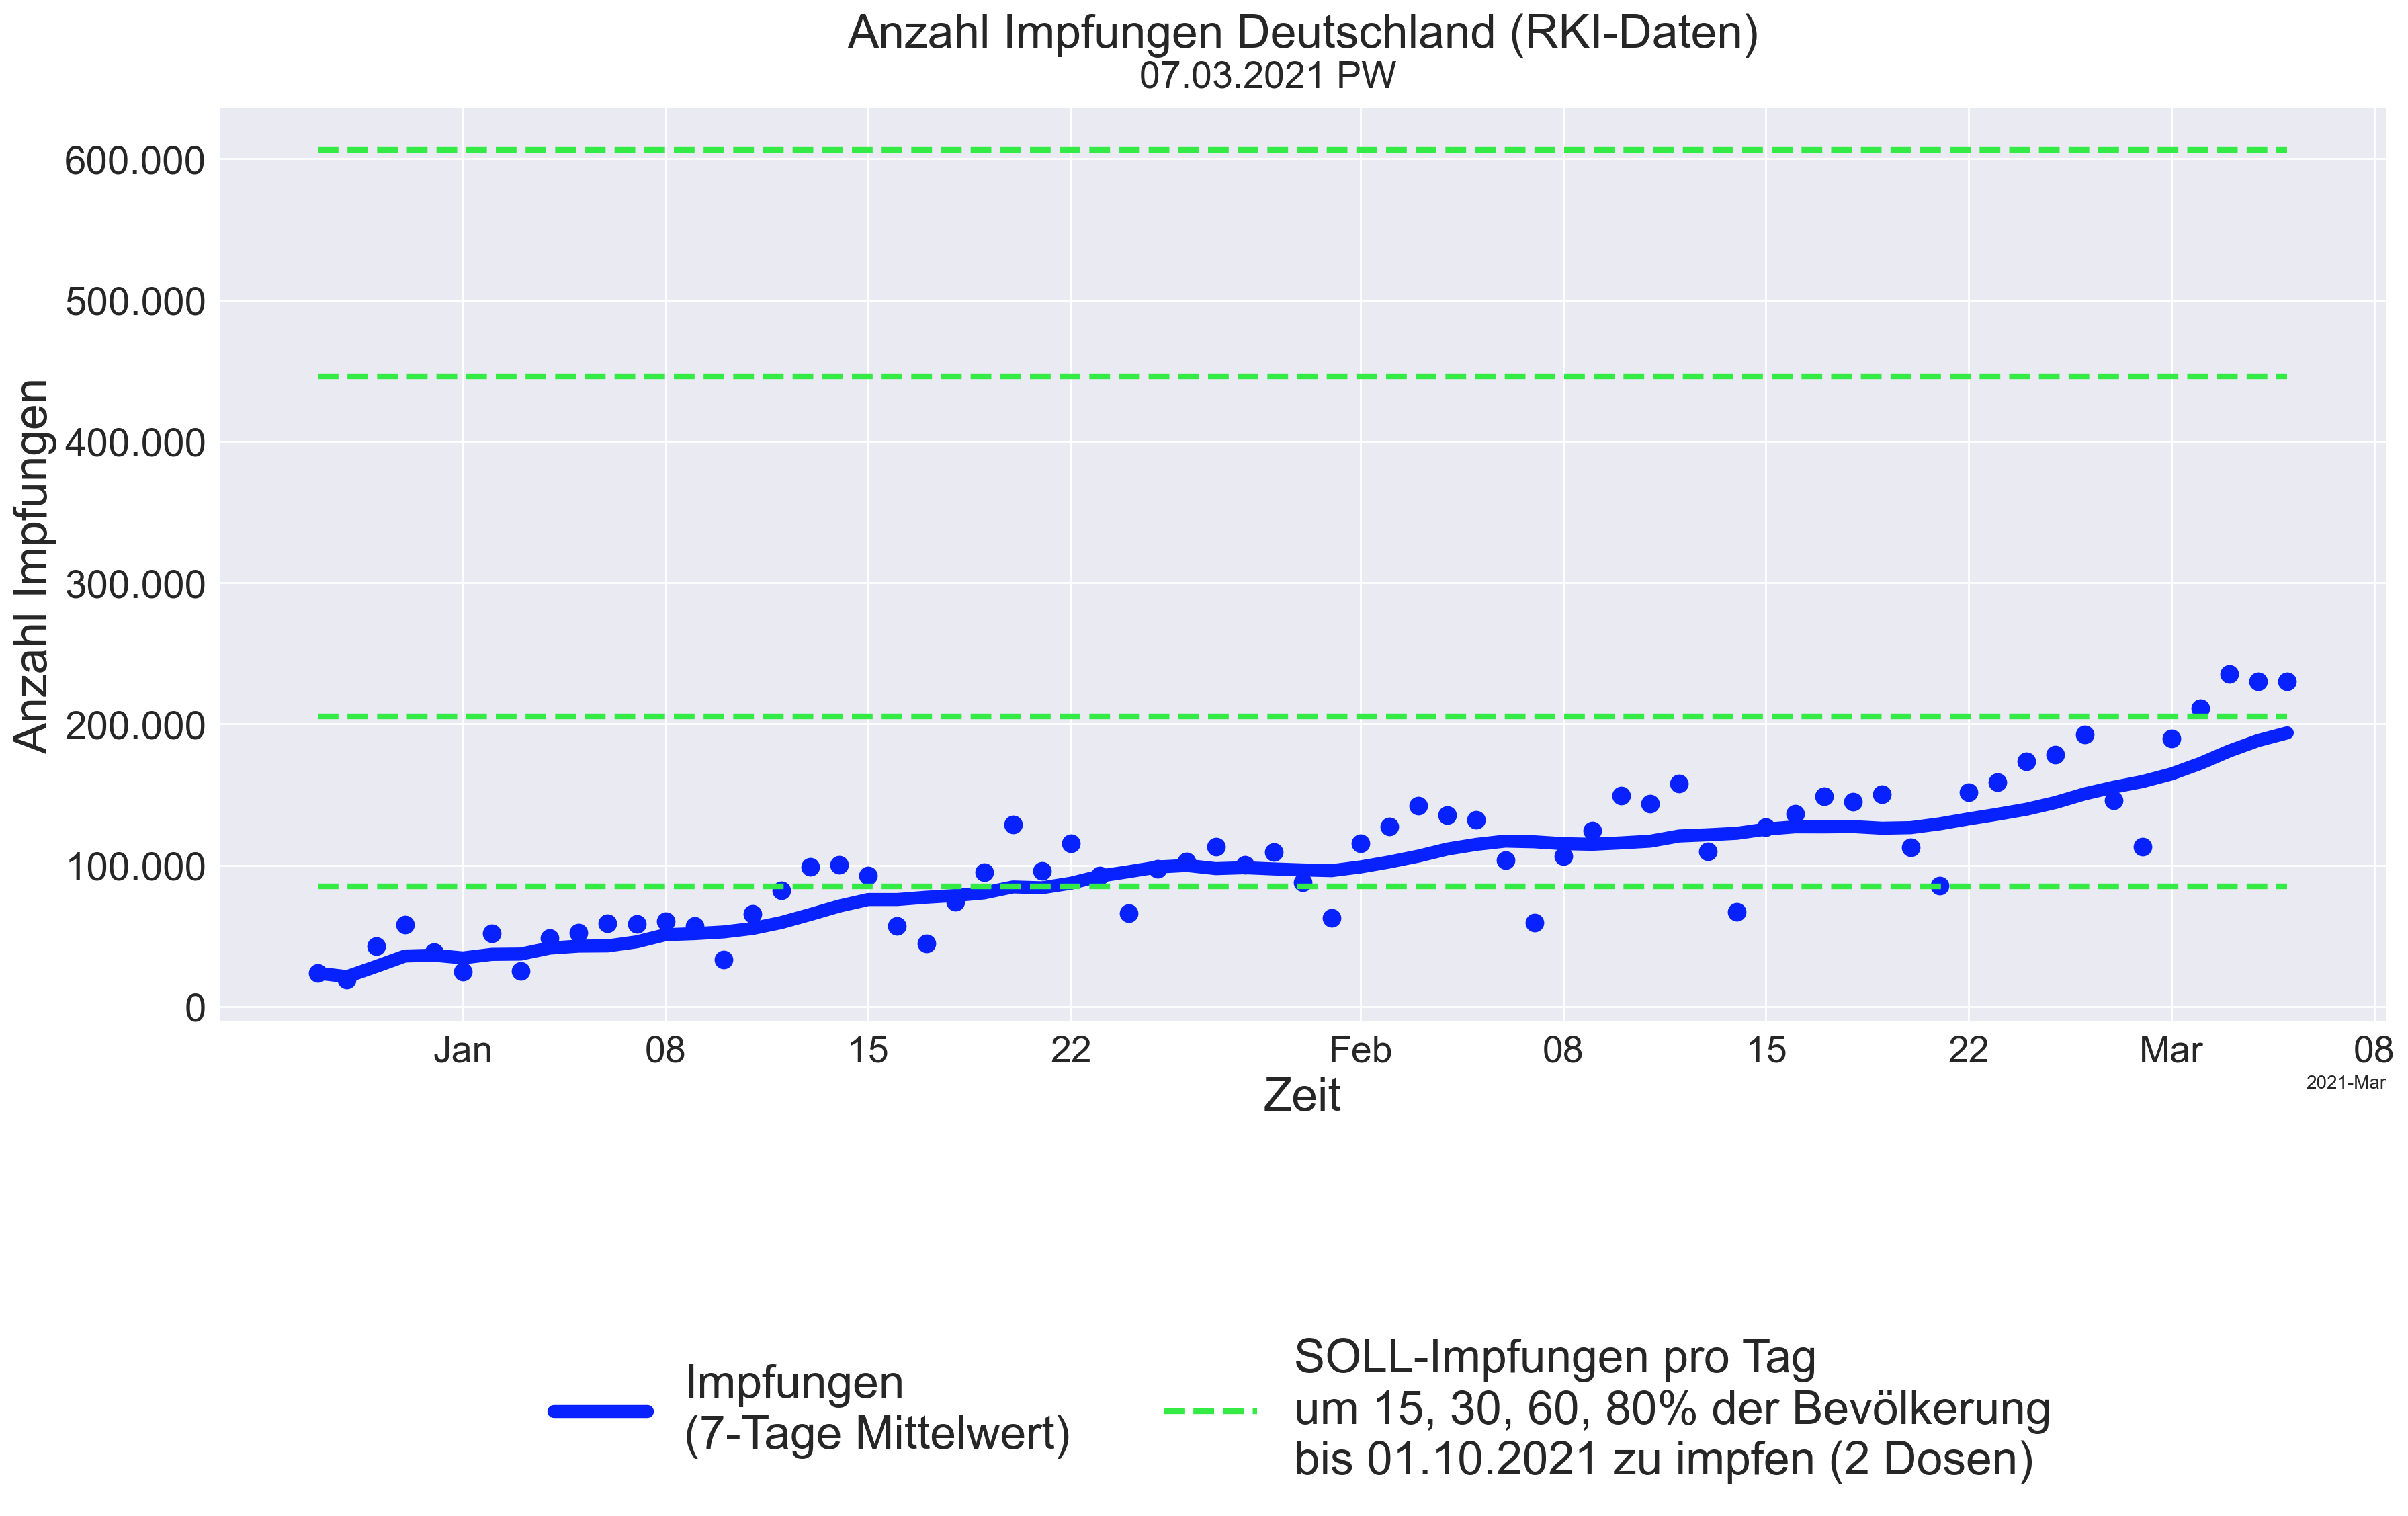 Anzahl Impfungen Deutschland (RKI-Daten)
07.03.2021 PW
Anzahl Impfungen
600.000
500.000
400.000
300.000
200.000
100.000
0
Jan 08 15 22 Feb 08 15 22 Mar 08
Zeit
2021-Mar
Impfungen
(7-Tage Mittelwert)
SOLL-Impfungen pro Tag
um 15, 30, 60, 80% der Bevölkerung
bis 01.10.2021 zu impfen (2 Dosen)